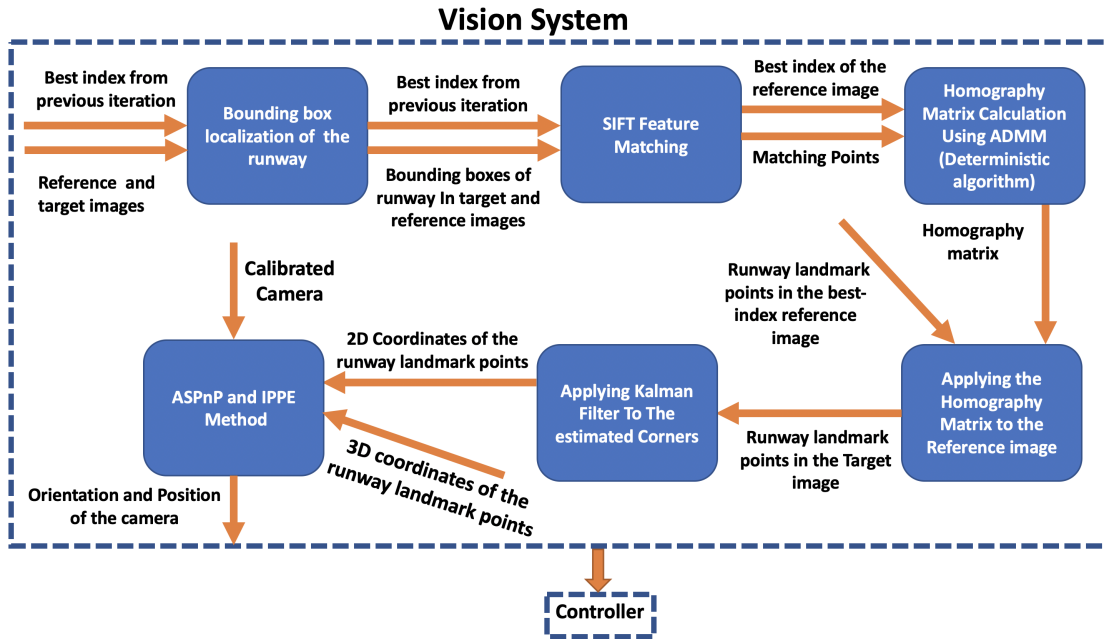 Vision System
Best index from
previous iteration
Reference and
target images
Bounding box
localization of the
runway
Best index from
previous iteration
Bounding boxes of
runway In target and
reference images
SIFT Feature
Matching
Best index of the
reference image
Matching Points
Homography
Matrix Calculation
Using ADMM
(Deterministic
algorithm)
Homography
matrix
Runway landmark
points in the best-
index reference
image
Applying the
Homography
Matrix to the
Reference image
Runway landmark
points in the Target
image
Applying Kalman
Filter To The
estimated Corners
2D Coordinates of the
runway landmark points
3D coordinates of the
runway landmark points
Calibrated
Camera
ASPnP and IPPE
Method
Orientation and Position
of the camera
Controller